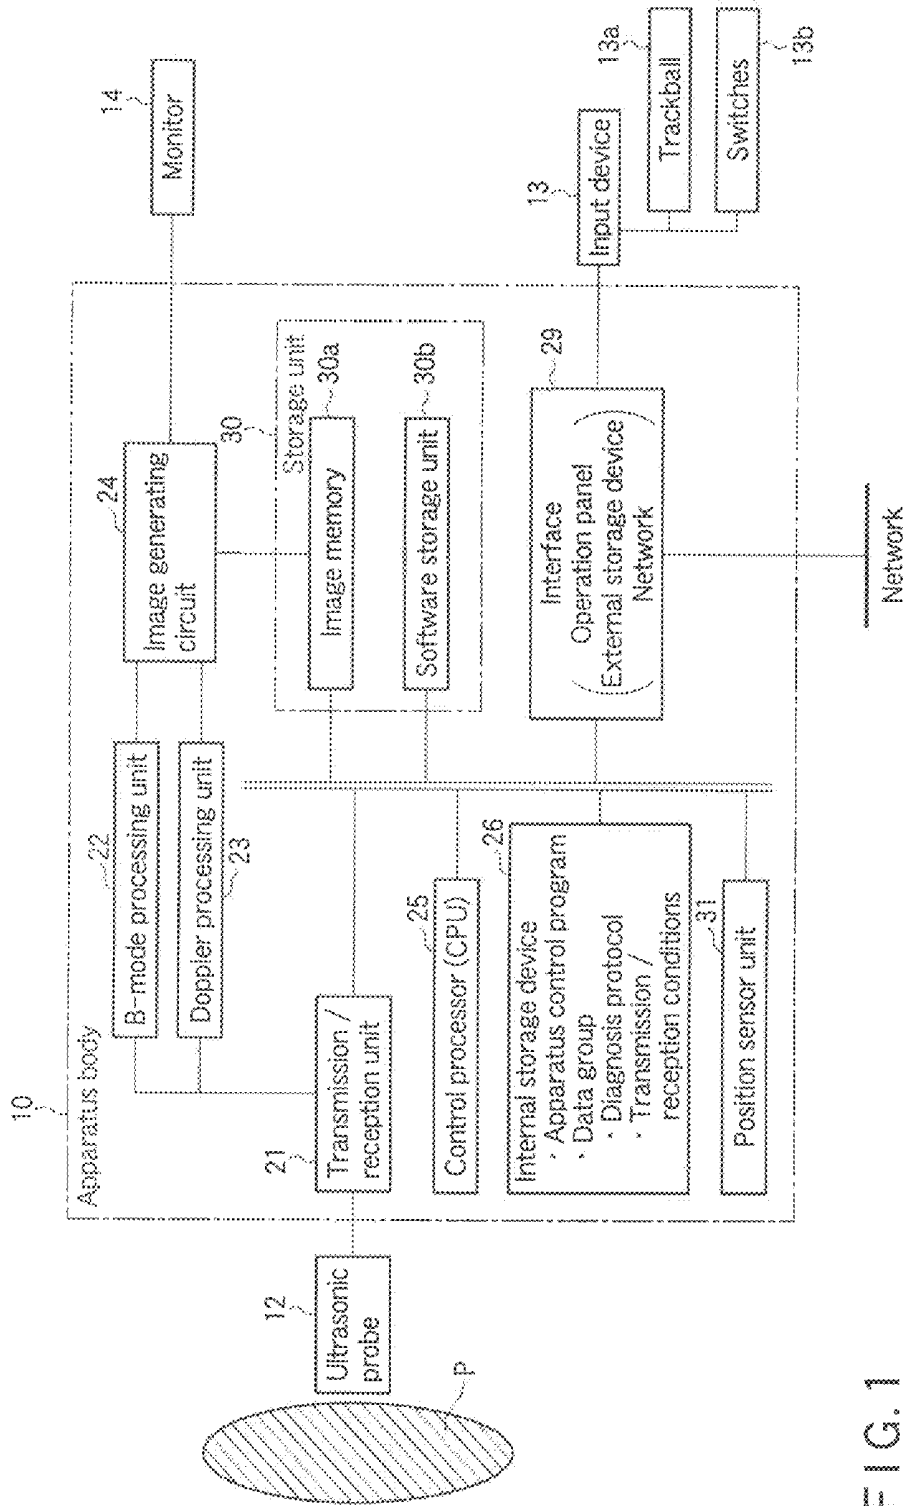 10
Apparatus body
22
B-mode processing unit
Doppler processing unit
23
24
Image generating
circuit
14
Monitor
12
Ultrasonic
probe
P
21
Transmission /
reception unit
30
Storage unit
30a
Image memory
30b
Software storage unit
25
Control processor (CPU)
26
Internal storage device
· Apparatus control program
· Data group
· Diagnosis protocol
· Transmission /
reception conditions
31
Position sensor unit
29
Interface
Operation panel
(External storage device)
Network
13
Input device
13a
Trackball
Switches
13b
Network
FIG. 1